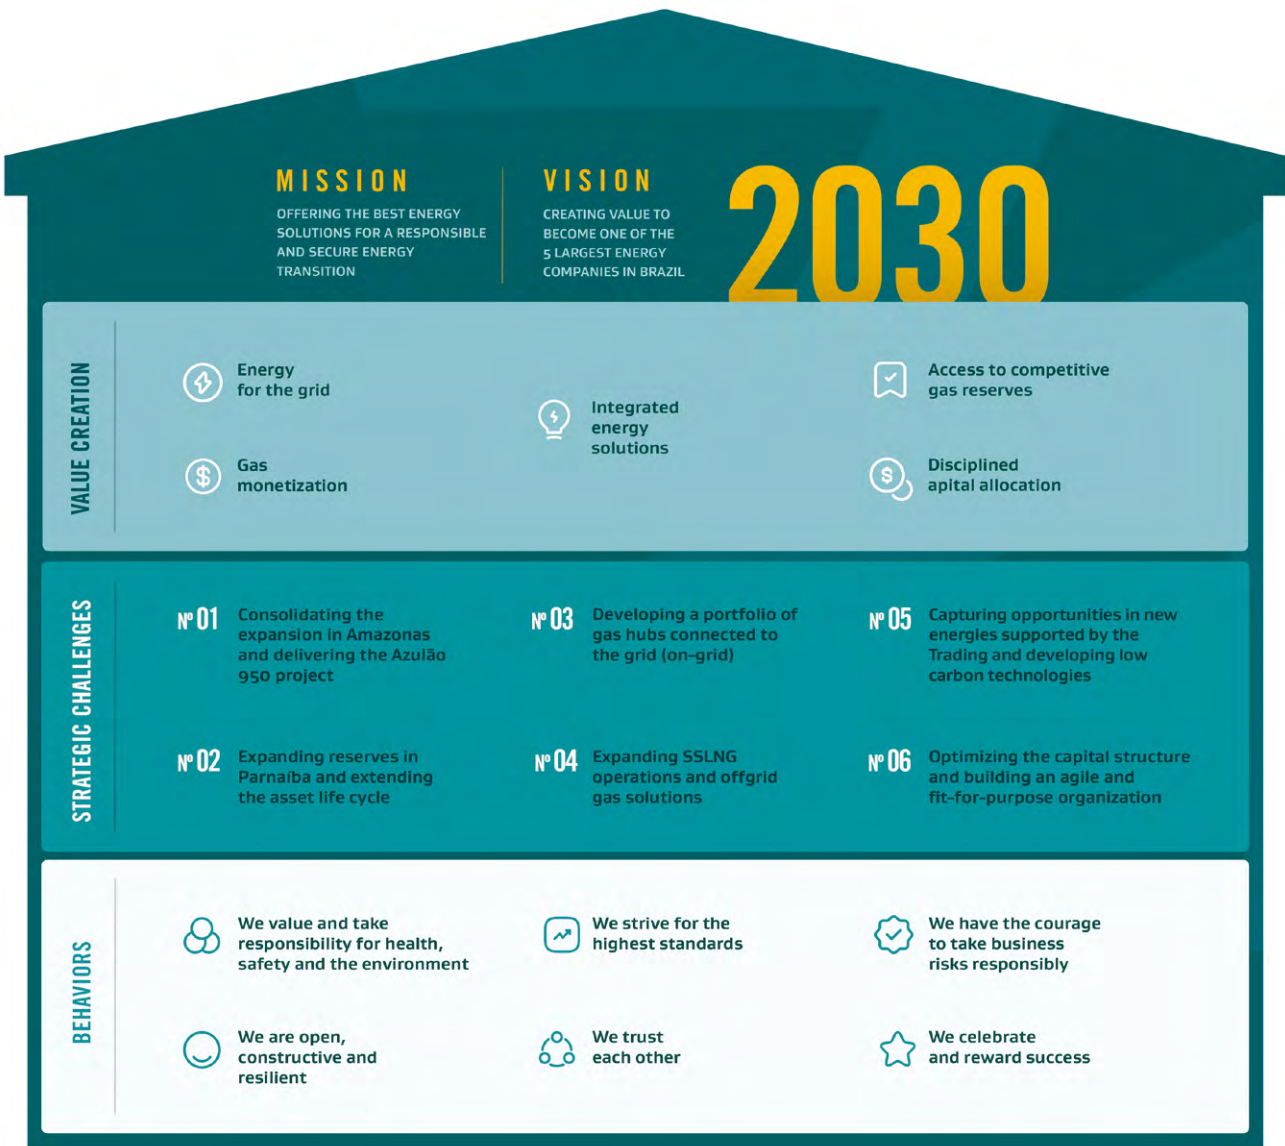 MISSION
OFFERING THE BEST ENERGY
SOLUTIONS FOR A RESPONSIBLE
AND SECURE ENERGY
TRANSITION
VISION
CREATING VALUE TO
BECOME ONE OF THE
5 LARGEST ENERGY
COMPANIES IN BRAZIL
2030
VALUE CREATION
Energy
for the grid
Gas
monetization
Integrated
energy
solutions
Access to competitive
gas reserves
Disciplined
apital allocation
STRATEGIC CHALLENGES
Nº 01
Consolidating the
expansion in Amazonas
and delivering the Azulão
950 project
Nº 02
Expanding reserves in
Parnaíba and extending
the asset life cycle
Nº 03
Developing a portfolio of
gas hubs connected to
the grid (on-grid)
Nº 04
Expanding SSLNG
operations and offgrid
gas solutions
Nº 05
Capturing opportunities in new
energies supported by the
Trading and developing low
carbon technologies
Nº 06
Optimizing the capital structure
and building an agile and
fit-for-purpose organization
BEHAVIORS
We value and take
responsibility for health,
safety and the environment
We are open,
constructive and
resilient
We strive for the
highest standards
We trust
each other
We have the courage
to take business
risks responsibly
We celebrate
and reward success